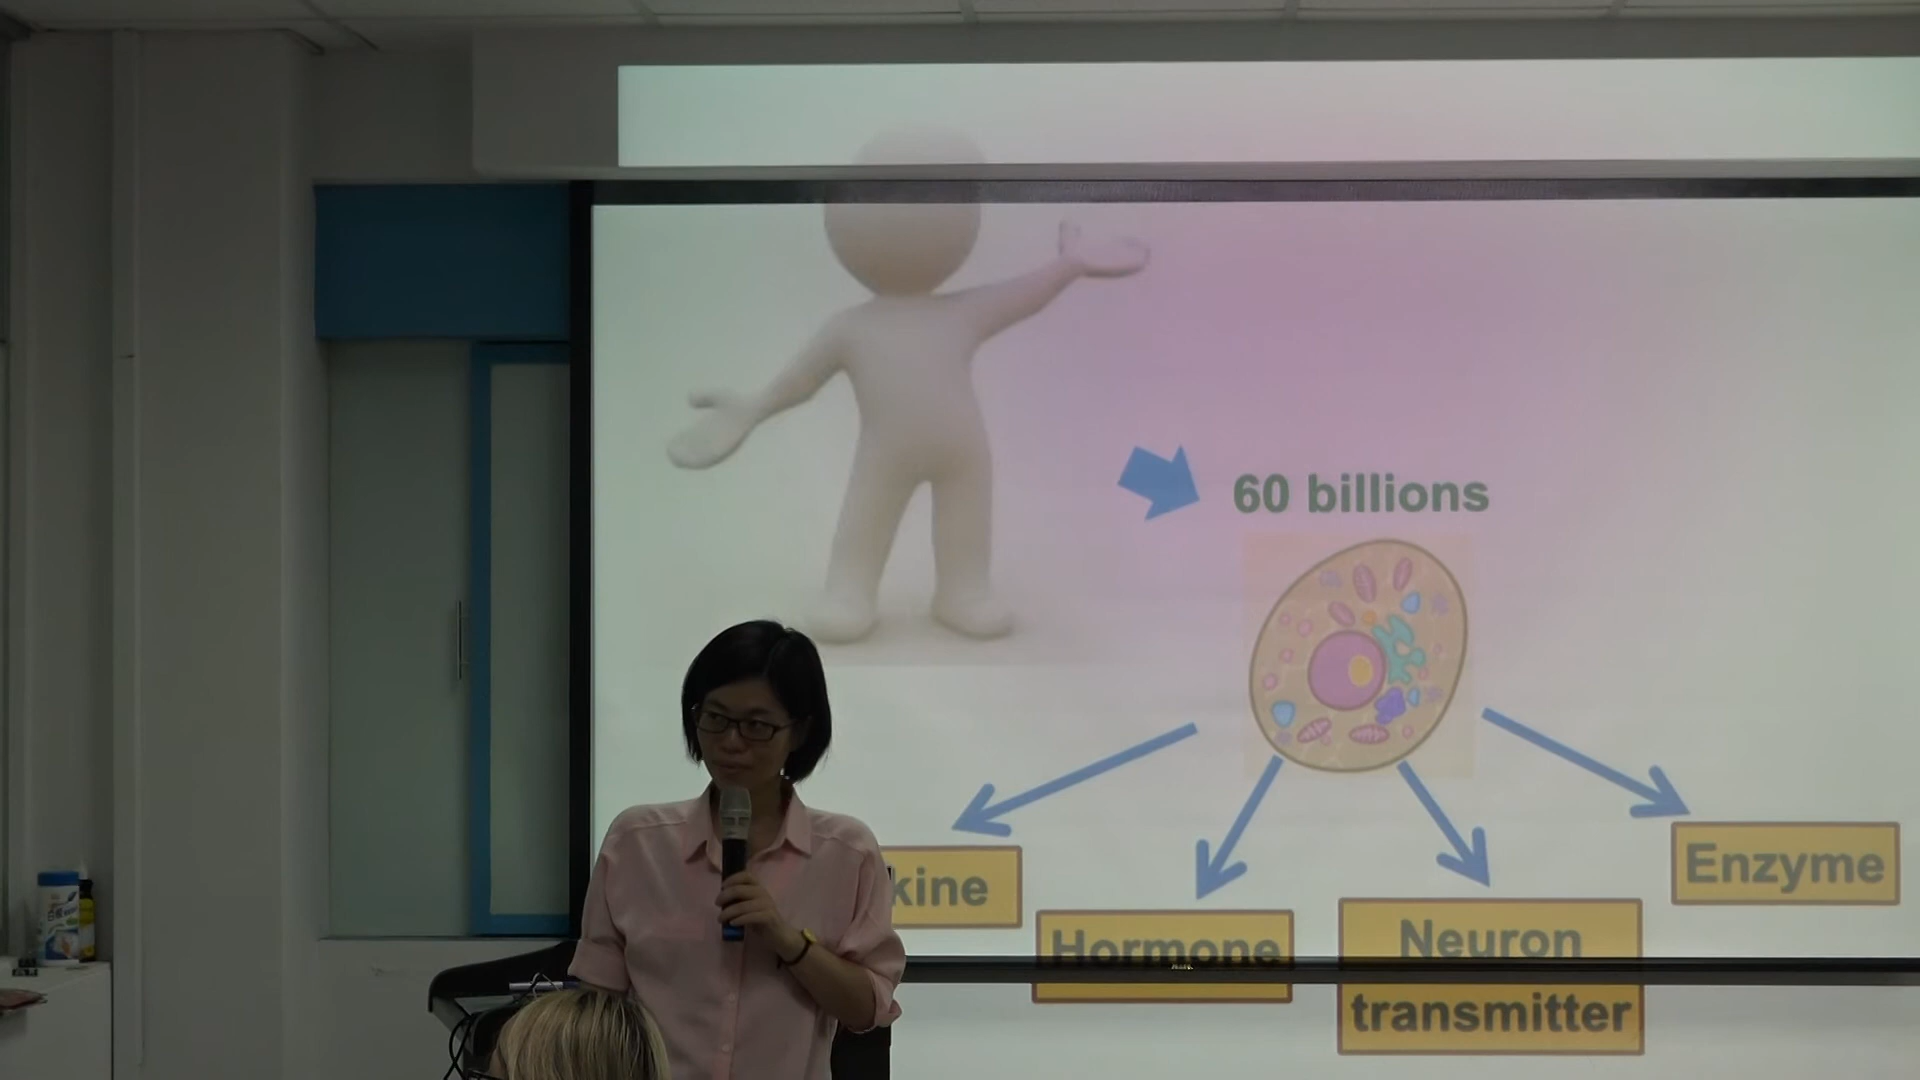 60 billions
kine
Hormone
Neuron
transmitter
Enzyme